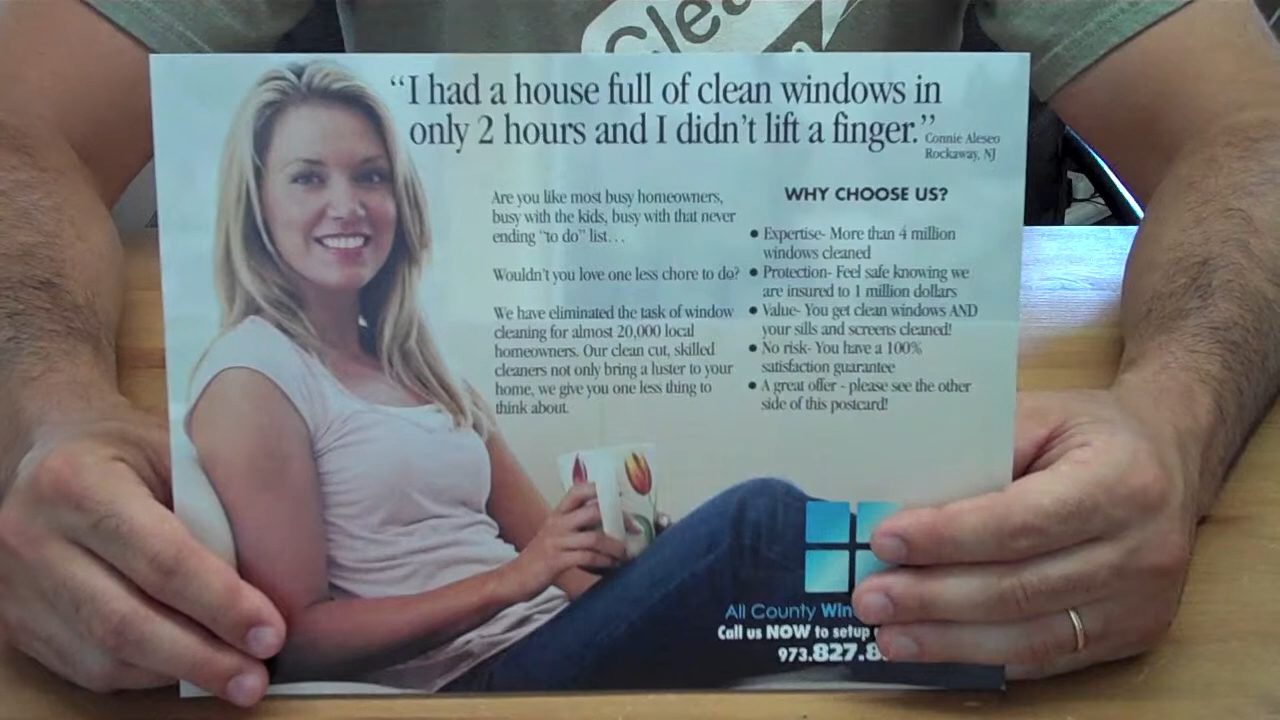 Clea
"I had a house full of clean windows in
only 2 hours and I didn't lift a finger."
Connie Aleseo
Rockaway, NJ
Are you like most busy homeowners,
busy with the kids, busy with that never
ending "to do" list...
Wouldn't you love one less chore to do?
We have eliminated the task of window
cleaning for almost 20,000 local
homeowners. Our clean cut, skilled
cleaners not only bring a luster to your
home, we give you one less thing to
think about.
WHY CHOOSE US?
• Expertise- More than 4 million
windows cleaned
• Protection- Feel safe knowing we
are insured to 1 million dollars
• Value- You get clean windows AND
your sills and screens cleaned!
• No risk- You have a 100%
satisfaction guarantee
• A great offer - please see the other
side of this postcard!
All County Win
Call us NOW to setup
973.827.8